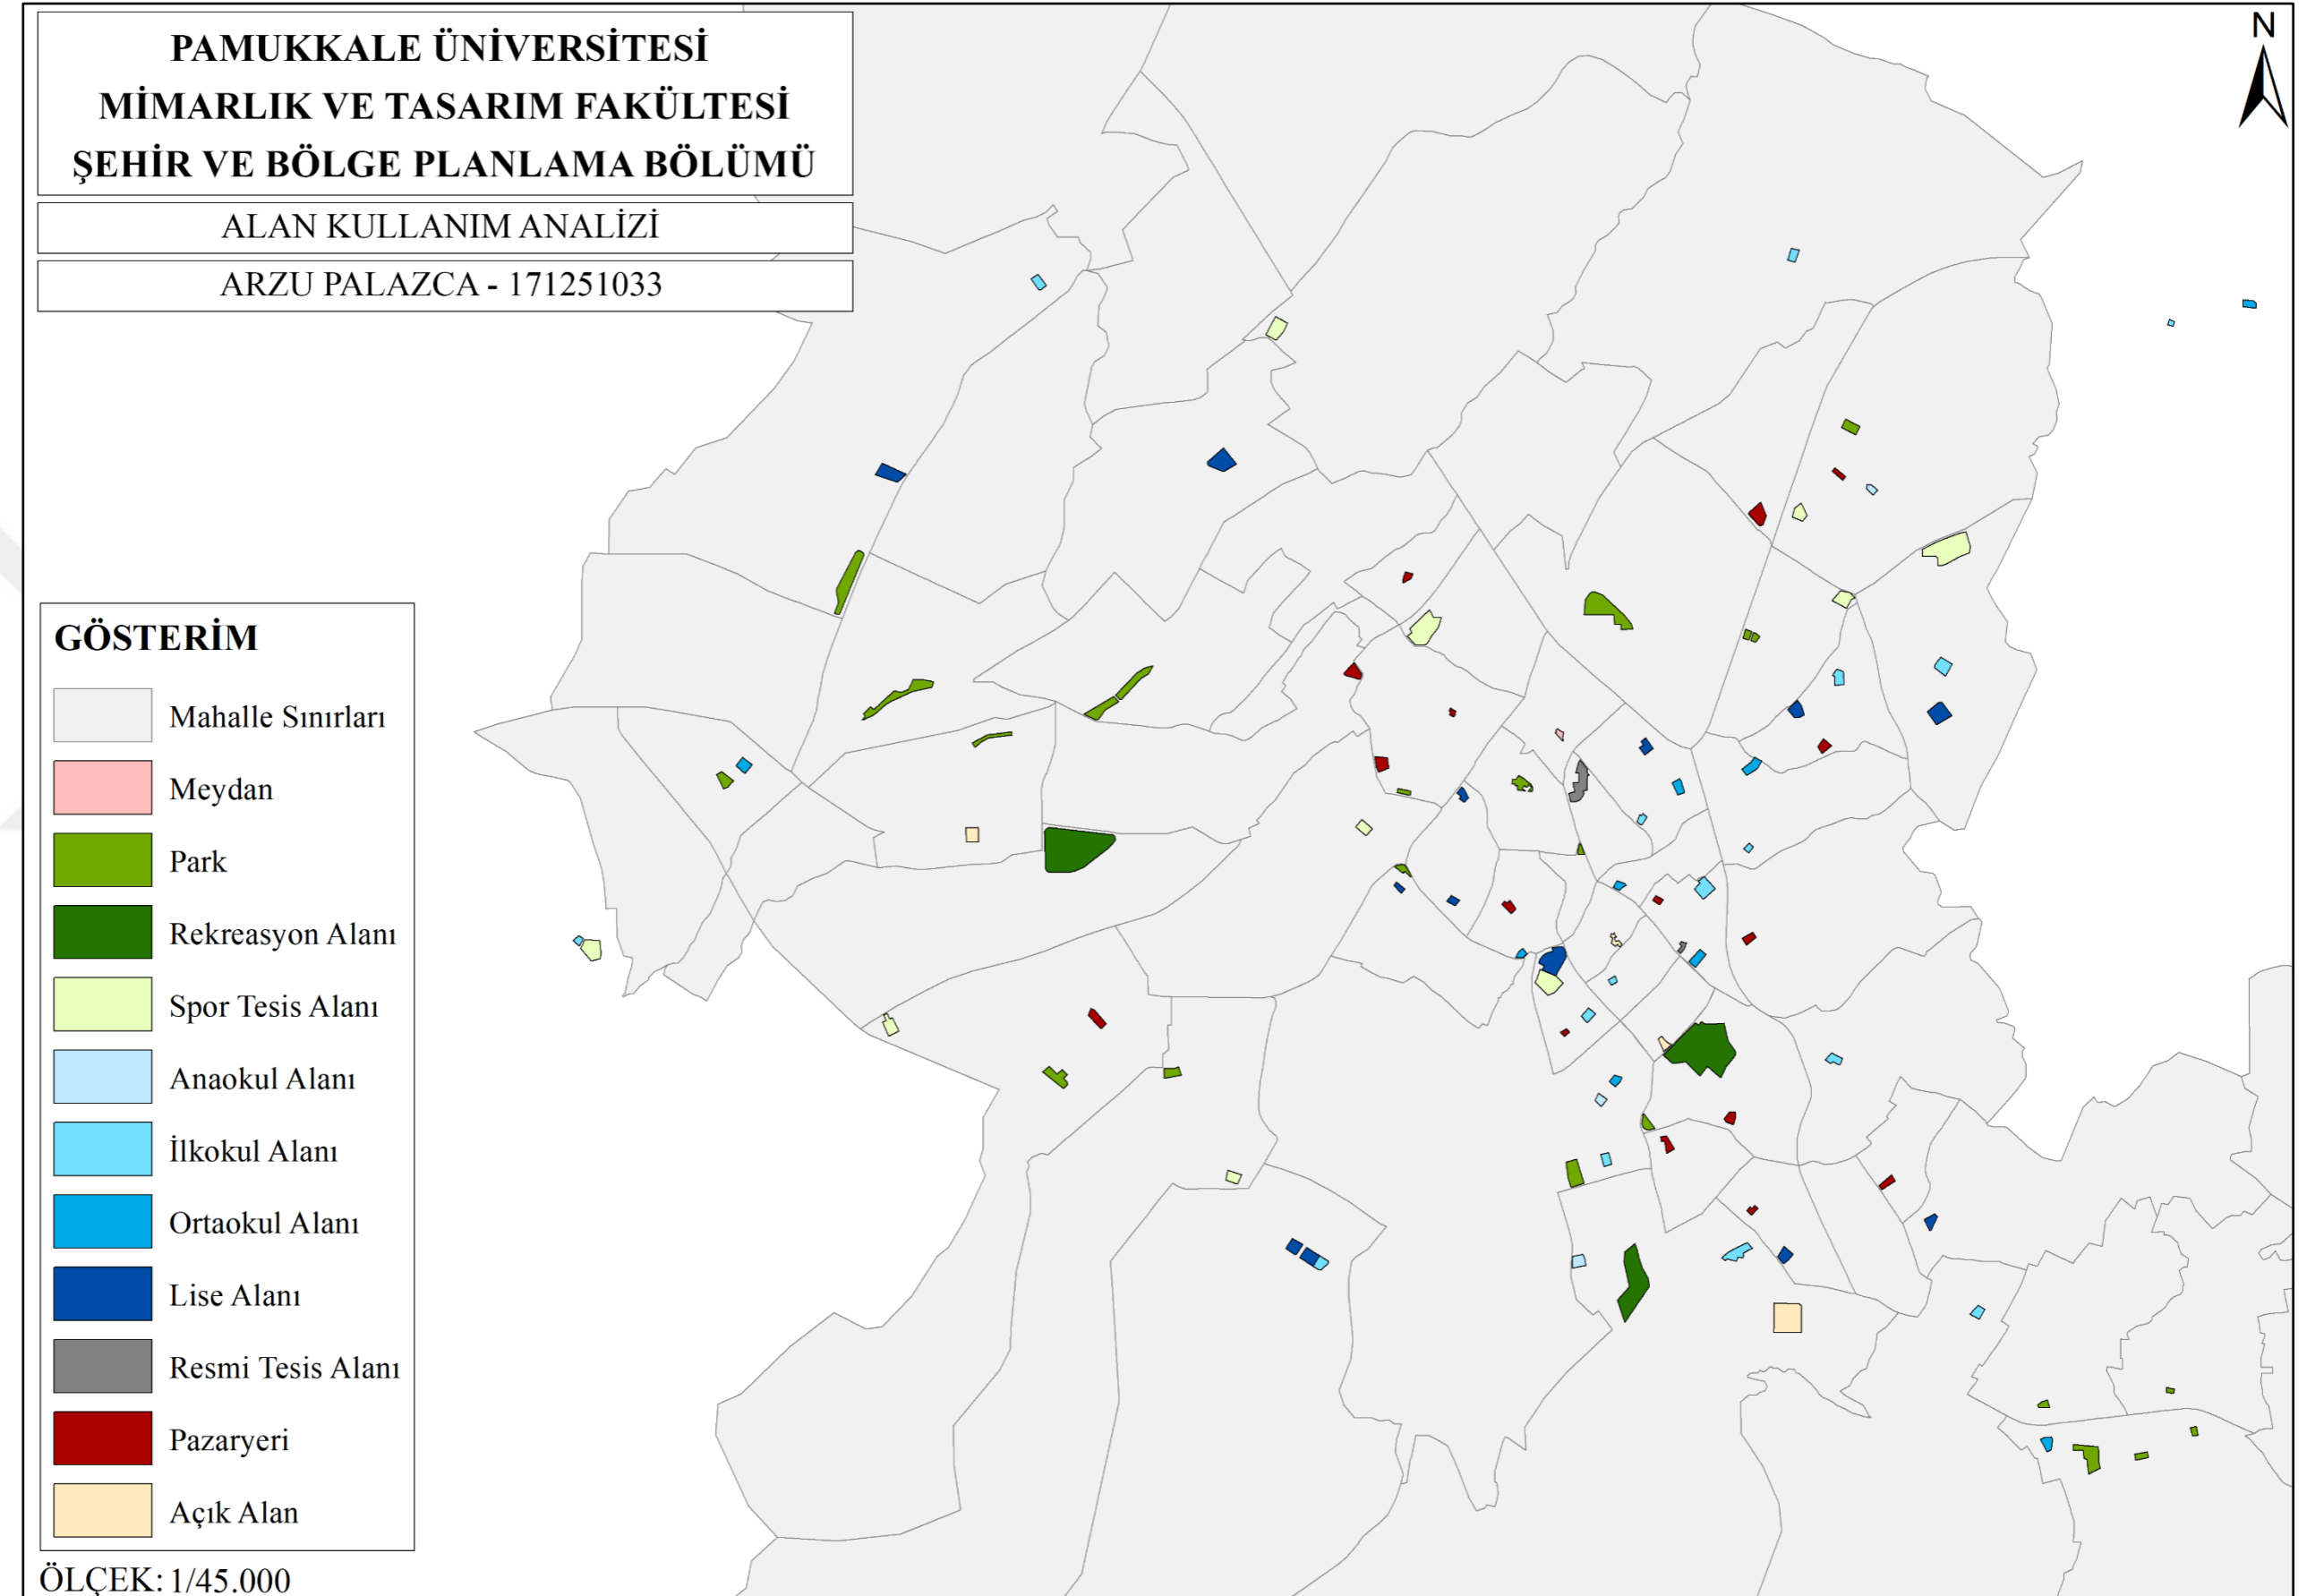 PAMUKKALE ÜNİVERSİTESİ
MİMARLIK VE TASARIM FAKÜLTESİ
ŞEHİR VE BÖLGE PLANLAMA BÖLÜMÜ
ALAN KULLANIM ANALİZİ
ARZU PALAZCA - 171251033
N
GÖSTERİM
Mahalle Sınırları
Meydan
Park
Rekreasyon Alanı
Spor Tesis Alanı
Anaokul Alanı
İlkokul Alanı
Ortaokul Alanı
Lise Alanı
Resmi Tesis Alanı
Pazaryeri
Açık Alan
ÖLÇEK: 1/45.000